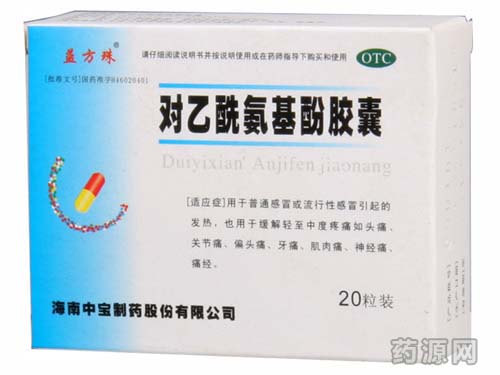 益方珠®
请仔细阅读说明书并按说明使用或在药师指导下购买和使用
OTC
[批准文号]国药准字H46020401
对乙酰氨基酚胶囊
Duiyixian' Anjifen jiaonang
[适应症]用于普通感冒或流行性感冒引起的
发热，也用于缓解轻至中度疼痛如头痛、
关节痛、偏头痛、牙痛、肌肉痛、神经痛、
痛经。
20粒装
海南中宝制药股份有限公司
药源网